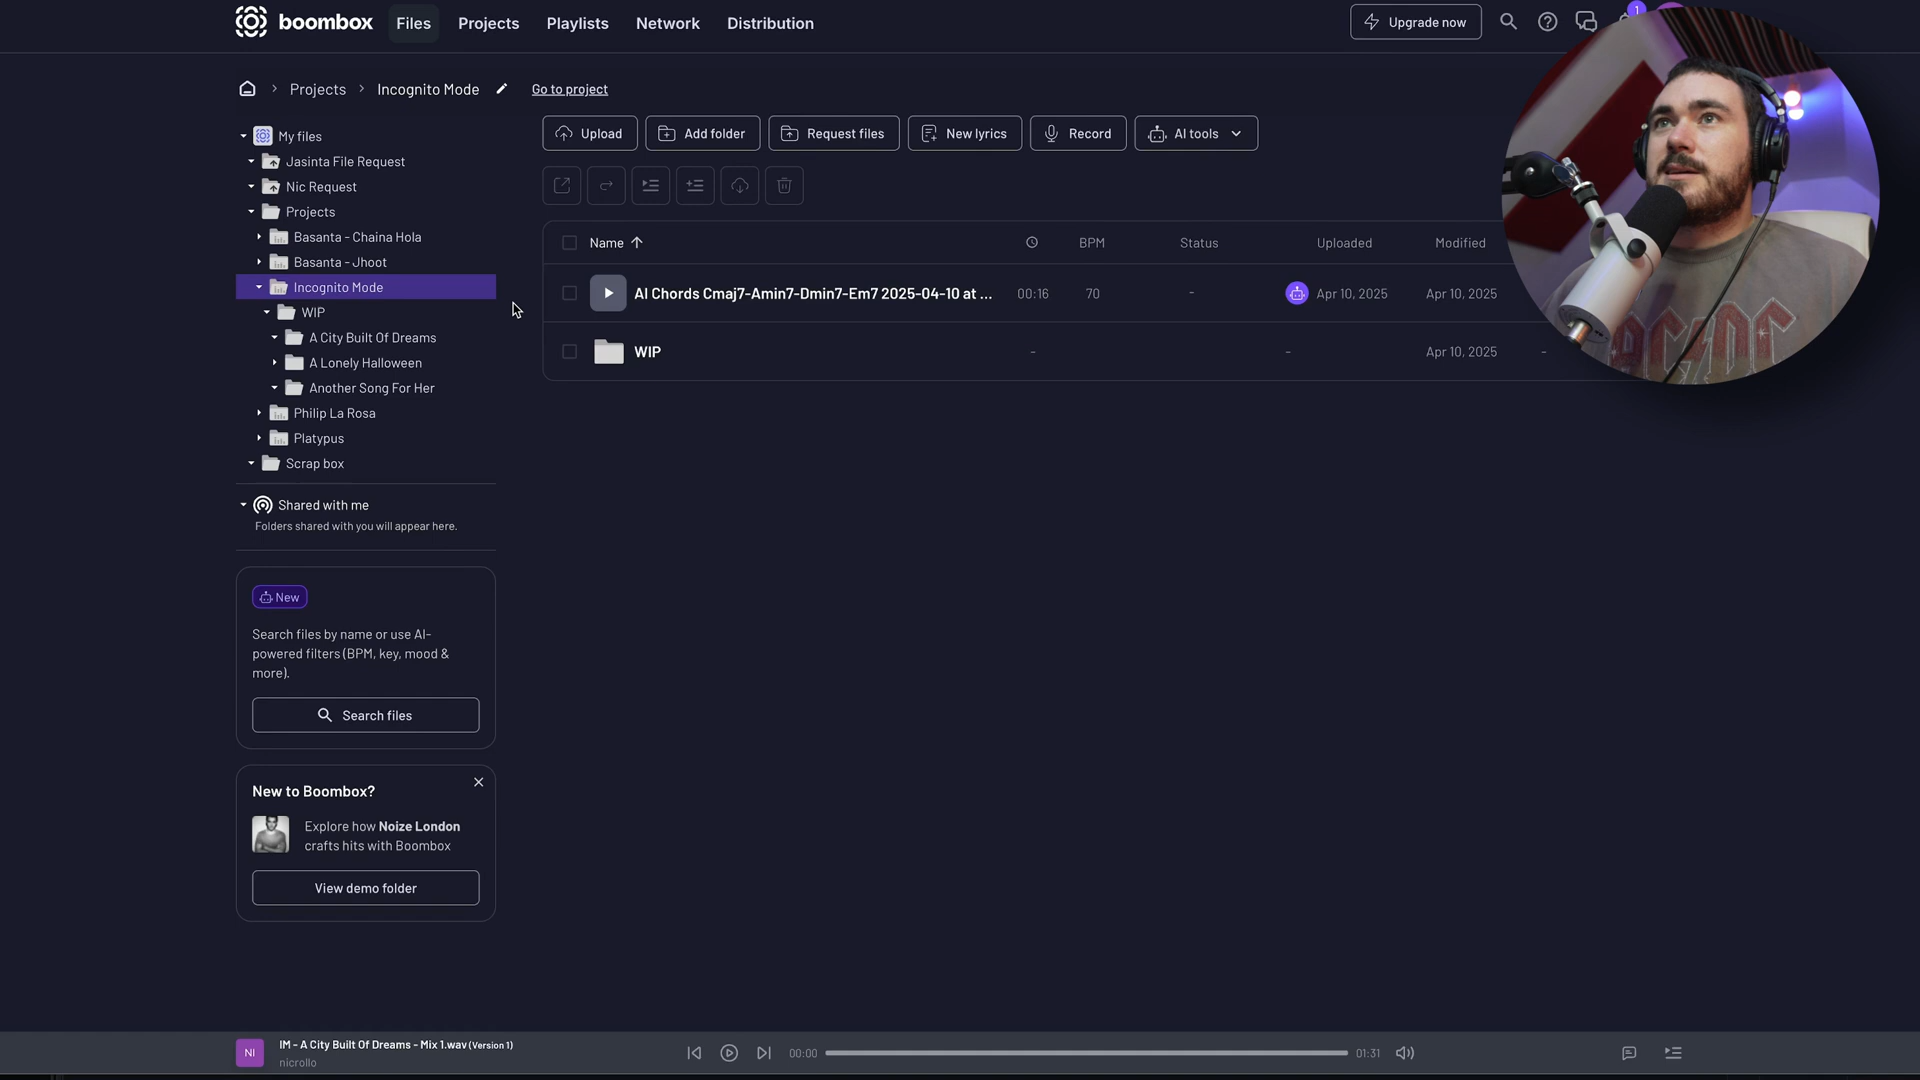 boombox
Files
Projects
Playlists
Network
Distribution
Upgrade now
1
Projects
Incognito Mode
Go to project
My files
Jasinta File Request
Nic Request
Projects
Basanta - Chaina Hola
Basanta - Jhoot
Incognito Mode
WIP
A City Built Of Dreams
A Lonely Halloween
Another Song For Her
Philip La Rosa
Platypus
Scrap box
Shared with me
Folders shared with you will appear here.
New
Search files by name or use AI-
powered filters (BPM, key, mood &
more).
Search files
New to Boombox?
Explore how Noize London
crafts hits with Boombox
View demo folder
Upload
Add folder
Request files
New lyrics
Record
AI tools
Name BPM Status Uploaded Modified
AI Chords Cmaj7-Amin7-Dmin7-Em7 2025-04-10 at ... 00:16 70 - Apr 10, 2025 Apr 10, 2025
WIP - - Apr 10, 2025 -
AC/DC
NI
IM - A City Built Of Dreams - Mix 1.wav (Version 1)
nicrollo
00:00
01:31